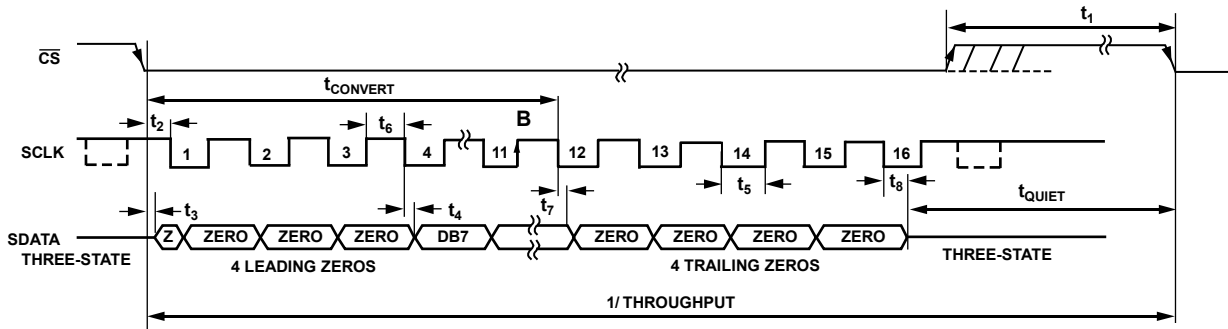 t1
CS
tCONVERT
t2
t6
B
SCLK
1 2 3 4 11 12 13 14 15 16
t5
t8
t3
t4
t7
tQUIET
SDATA
Z ZERO ZERO ZERO DB7 ZERO ZERO ZERO ZERO
THREE-STATE
4 LEADING ZEROS
4 TRAILING ZEROS
THREE-STATE
1/ THROUGHPUT